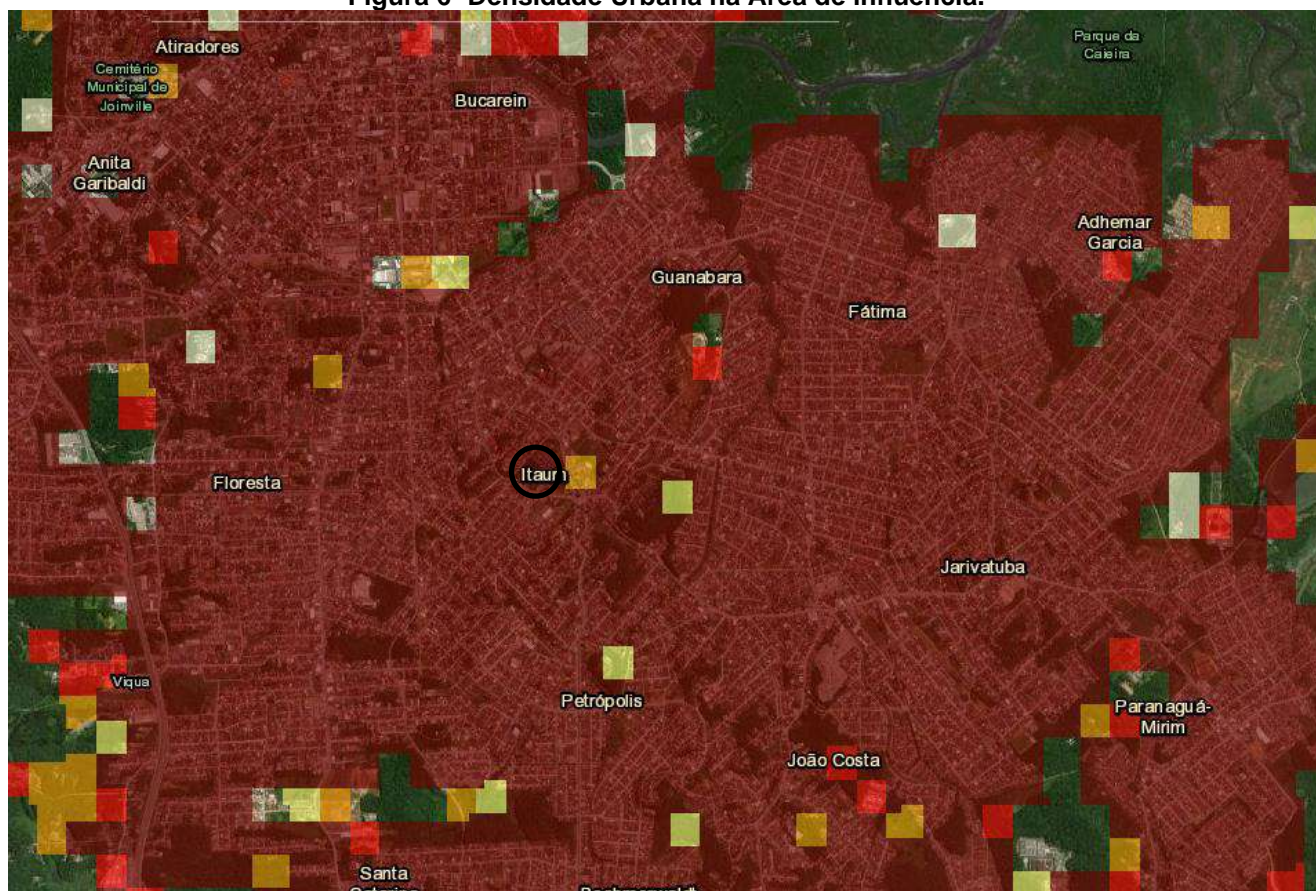 Figura 6- Densidade Urbana na Área de Influência.
Atiradores
Parque da
Caieira
Cemitério
Municipal de
Joinville
Bucarein
Anita
Garibaldi
Adhemar
Garcia
Guanabara
Fátima
Itaum
Floresta
Jarivatuba
Viqua
Petrópolis
Paranaguá-
Mirim
João Costa
Santa